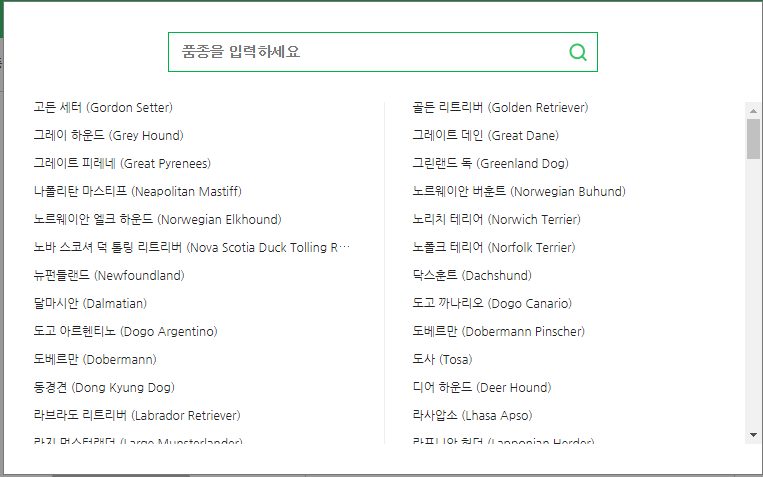 품종을 입력하세요
고든 세터 (Gordon Setter)
골든 리트리버 (Golden Retriever)
그레이 하운드 (Grey Hound)
그레이트 데인 (Great Dane)
그레이트 피레네 (Great Pyrenees)
그린랜드 독 (Greenland Dog)
나폴리탄 마스티프 (Neapolitan Mastiff)
노르웨이안 버훈트 (Norwegian Buhund)
노르웨이안 엘크 하운드 (Norwegian Elkhound)
노리치 테리어 (Norwich Terrier)
노바 스코셔 덕 톨링 리트리버 (Nova Scotia Duck Tolling R…
노폴크 테리어 (Norfolk Terrier)
뉴펀들랜드 (Newfoundland)
닥스훈트 (Dachshund)
달마시안 (Dalmatian)
도고 까나리오 (Dogo Canario)
도고 아르헨티노 (Dogo Argentino)
도베르만 (Dobermann Pinscher)
도베르만 (Dobermann)
도사 (Tosa)
동경견 (Dong Kyung Dog)
디어 하운드 (Deer Hound)
라브라도 리트리버 (Labrador Retriever)
라사압소 (Lhasa Apso)
라지 먼스터랜더 (Large Munsterlander)
라프니안 허더 (Lapponian Herder)